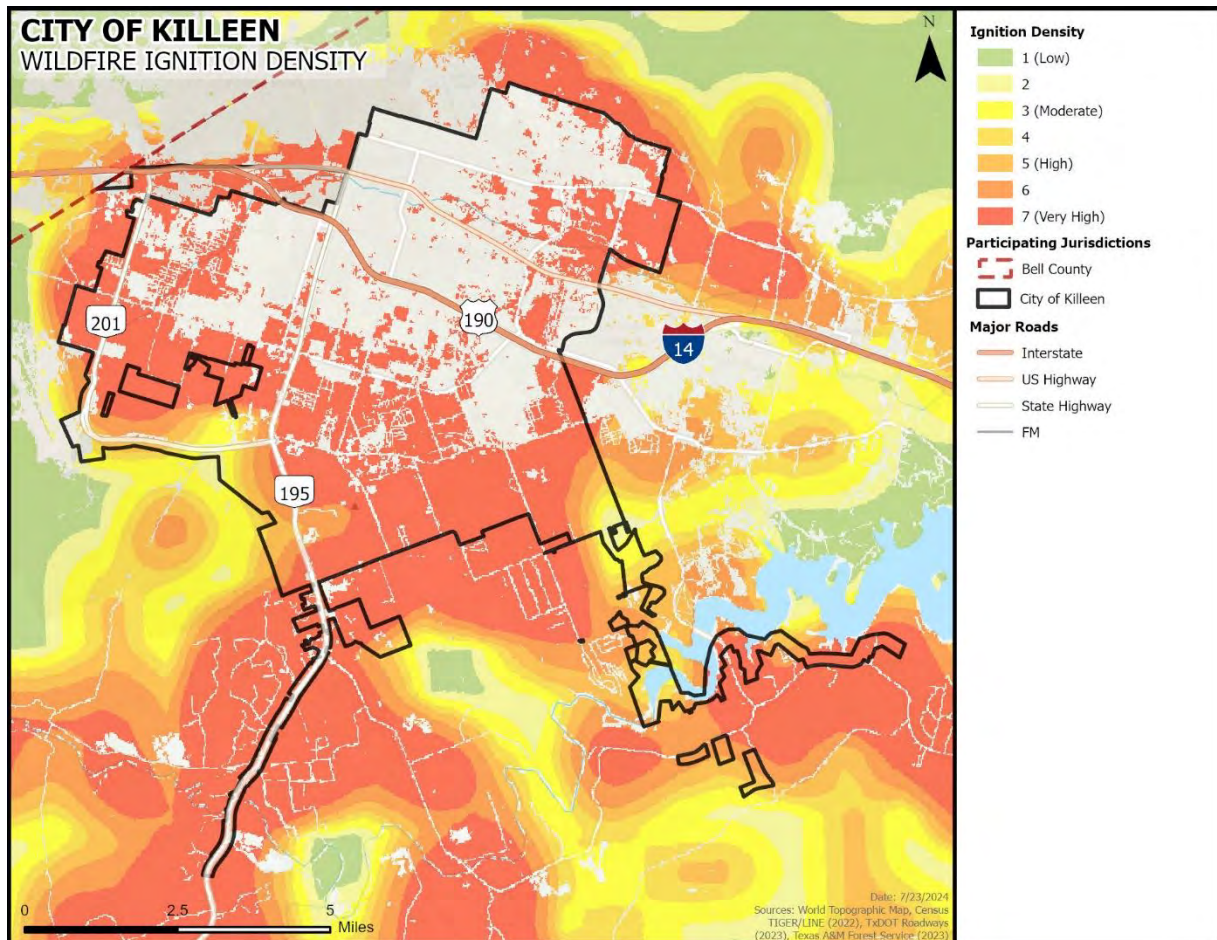 CITY OF KILLEEN
WILDFIRE IGNITION DENSITY
N
201
190
14
195
0
2.5
5
Miles
Date: 7/23/2024
Sources: World Topographic Map, Census
TIGER/LINE (2022), TxDOT Roadways
(2023), Texas A&M Forest Service (2023)
Ignition Density
1 (Low)
2
3 (Moderate)
4
5 (High)
6
7 (Very High)
Participating Jurisdictions
Bell County
City of Killeen
Major Roads
Interstate
US Highway
State Highway
FM